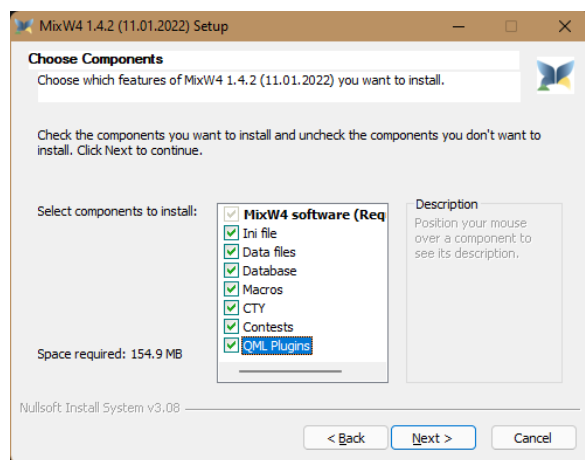 MixW4 1.4.2 (11.01.2022) Setup
Choose Components
Choose which features of MixW4 1.4.2 (11.01.2022) you want to install.
Check the components you want to install and uncheck the components you don't want to
install. Click Next to continue.
Select components to install:
MixW4 software (Req
Ini file
Data files
Database
Macros
CTY
Contests
QML Plugins
Description
Position your mouse
over a component to
see its description.
Space required: 154.9 MB
Nullsoft Install System v3.08
< Back
Next >
Cancel